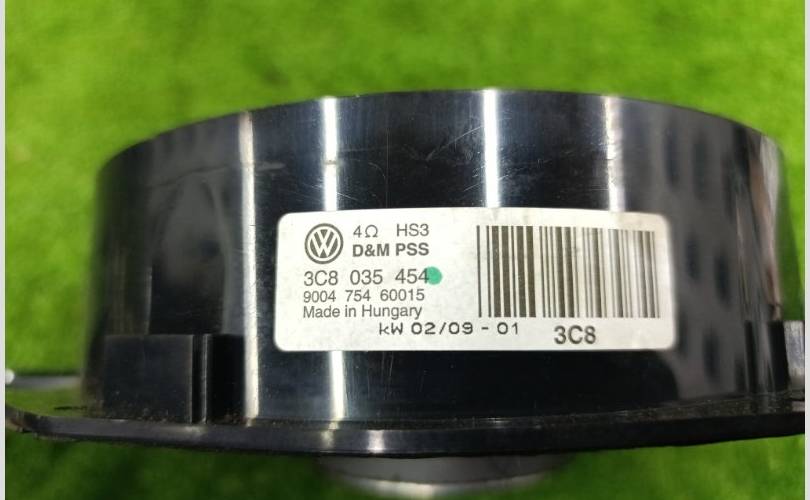 4Ω HS3
D&M PSS
3C8 035 454
9004 754 60015
Made in Hungary
kW 02/09 - 01
3C8